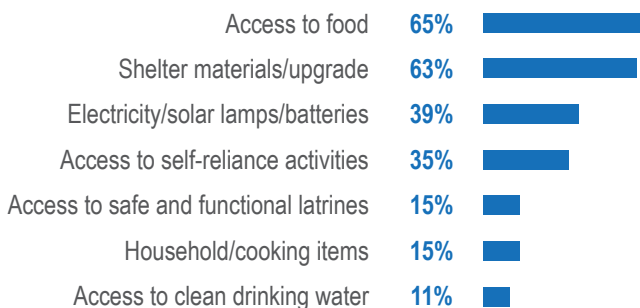 Access to food 65%
Shelter materials/upgrade 63%
Electricity/solar lamps/batteries 39%
Access to self-reliance activities 35%
Access to safe and functional latrines 15%
Household/cooking items 15%
Access to clean drinking water 11%